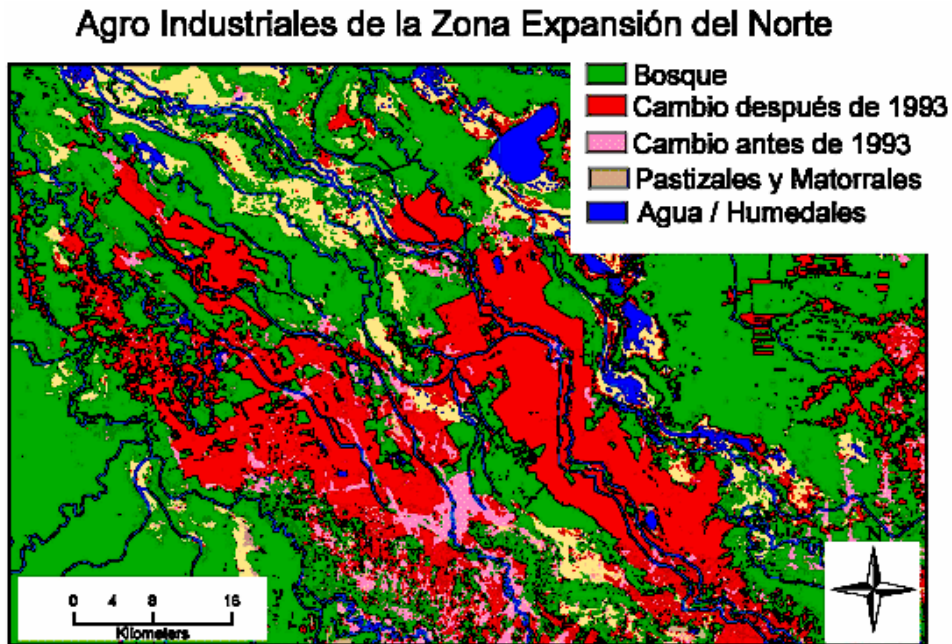 Agro Industriales de la Zona Expansión del Norte
Bosque
Cambio después de 1993
Cambio antes de 1993
Pastizales y Matorrales
Agua / Humedales
0 4 8 16
Kilometers